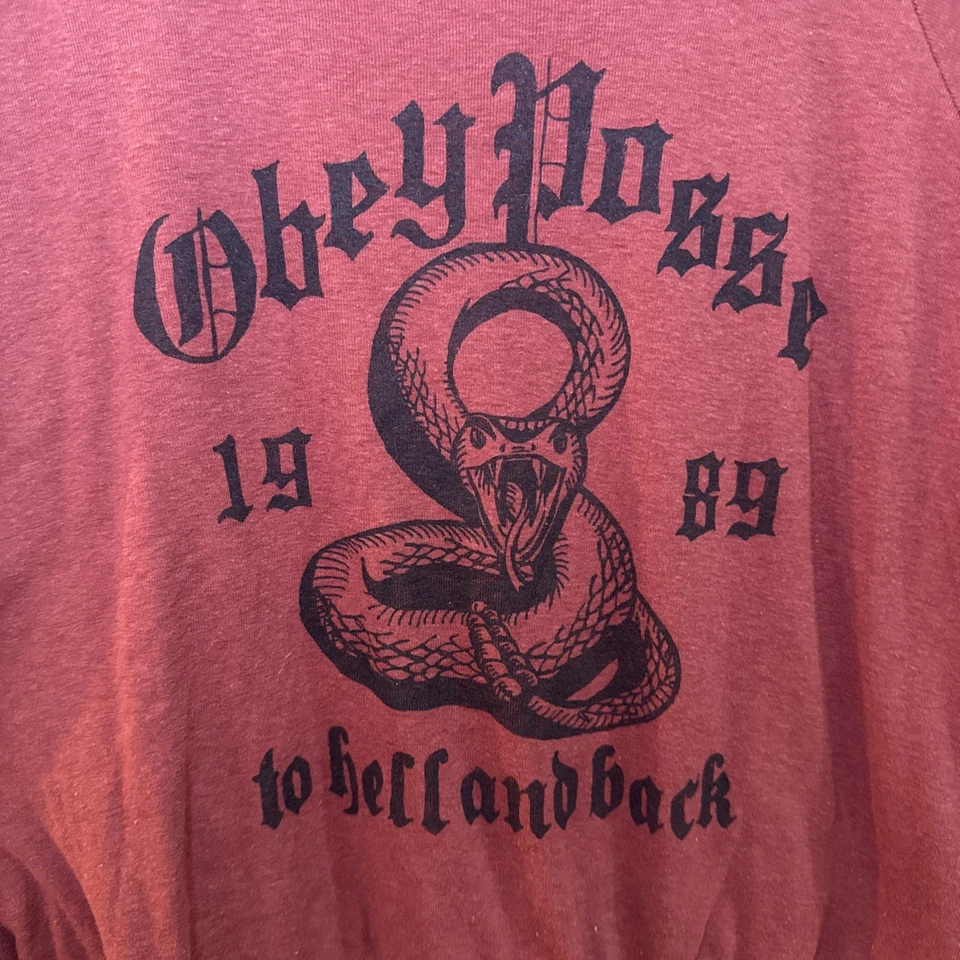 Obey Posse
19 89
to hell and back